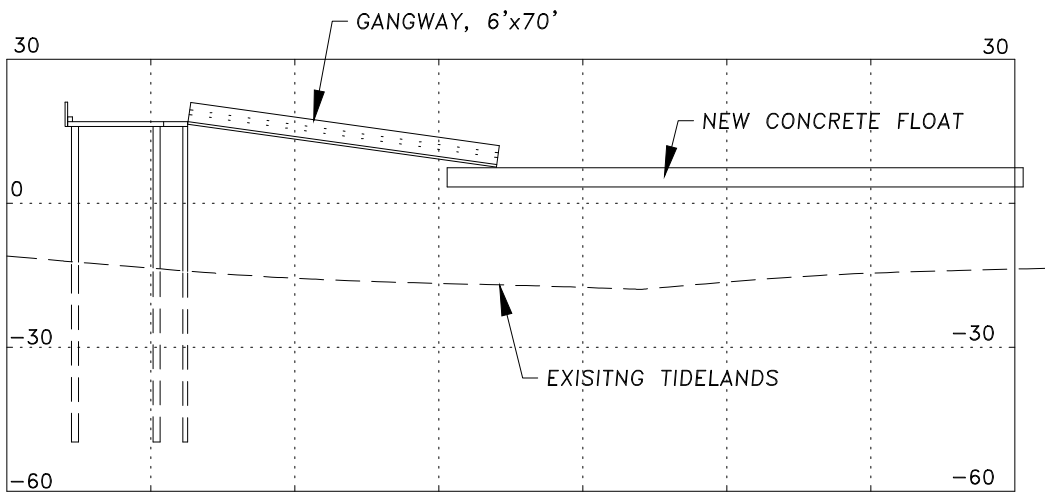 GANGWAY, 6'x70'
30
30
NEW CONCRETE FLOAT
0
-30
-30
EXISITNG TIDELANDS
-60
-60